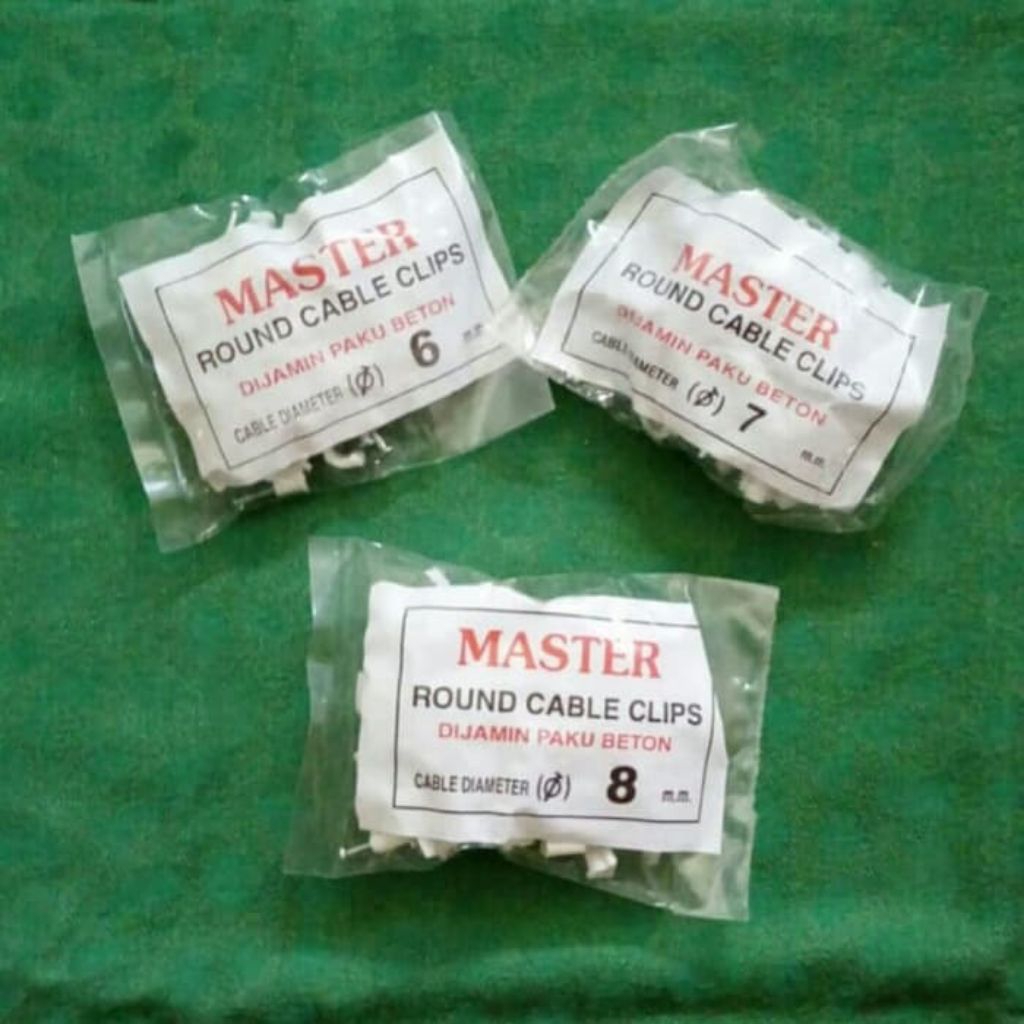 MASTER
ROUND CABLE CLIPS
DIJAMIN PAKU BETON
CABLE DIAMETER (Ø) 6 m.m.
MASTER
ROUND CABLE CLIPS
DIJAMIN PAKU BETON
CABLE DIAMETER (Ø) 7 m.m.
MASTER
ROUND CABLE CLIPS
DIJAMIN PAKU BETON
CABLE DIAMETER (Ø) 8 m.m.